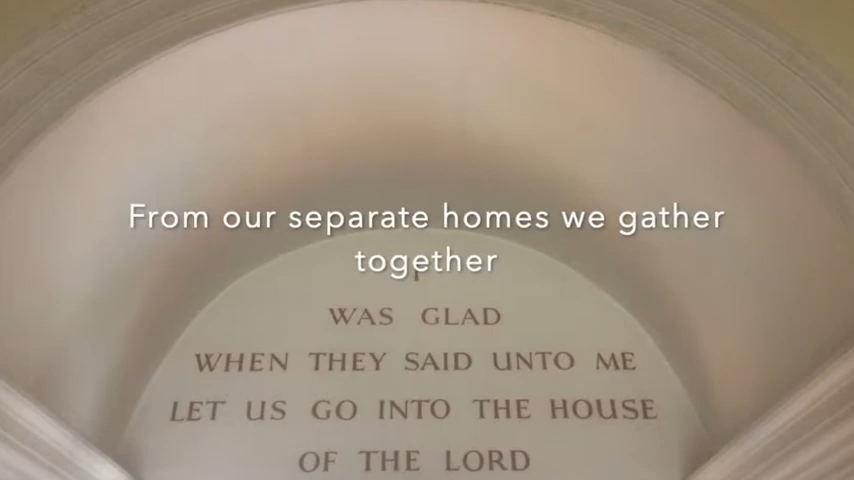 From our separate homes we gather
together
I
WAS GLAD
WHEN THEY SAID UNTO ME
LET US GO INTO THE HOUSE
OF THE LORD